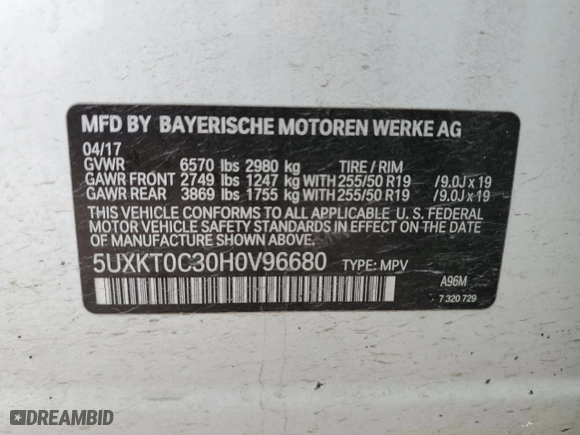 MFD BY BAYERISCHE MOTOREN WERKE AG
04/17
GVWR 6570 lbs 2980 kg TIRE / RIM
GAWR FRONT 2749 lbs 1247 kg WITH 255/50 R19 /9.0J x 19
GAWR REAR 3869 lbs 1755 kg WITH 255/50 R19 /9.0J x 19
THIS VEHICLE CONFORMS TO ALL APPLICABLE U. S. FEDERAL
MOTOR VEHICLE SAFETY STANDARDS IN EFFECT ON THE DATE
OF MANUFACTURE SHOWN ABOVE.
5UXKT0C30H0V96680 TYPE: MPV
A96M
7 320 729
DREAMBID